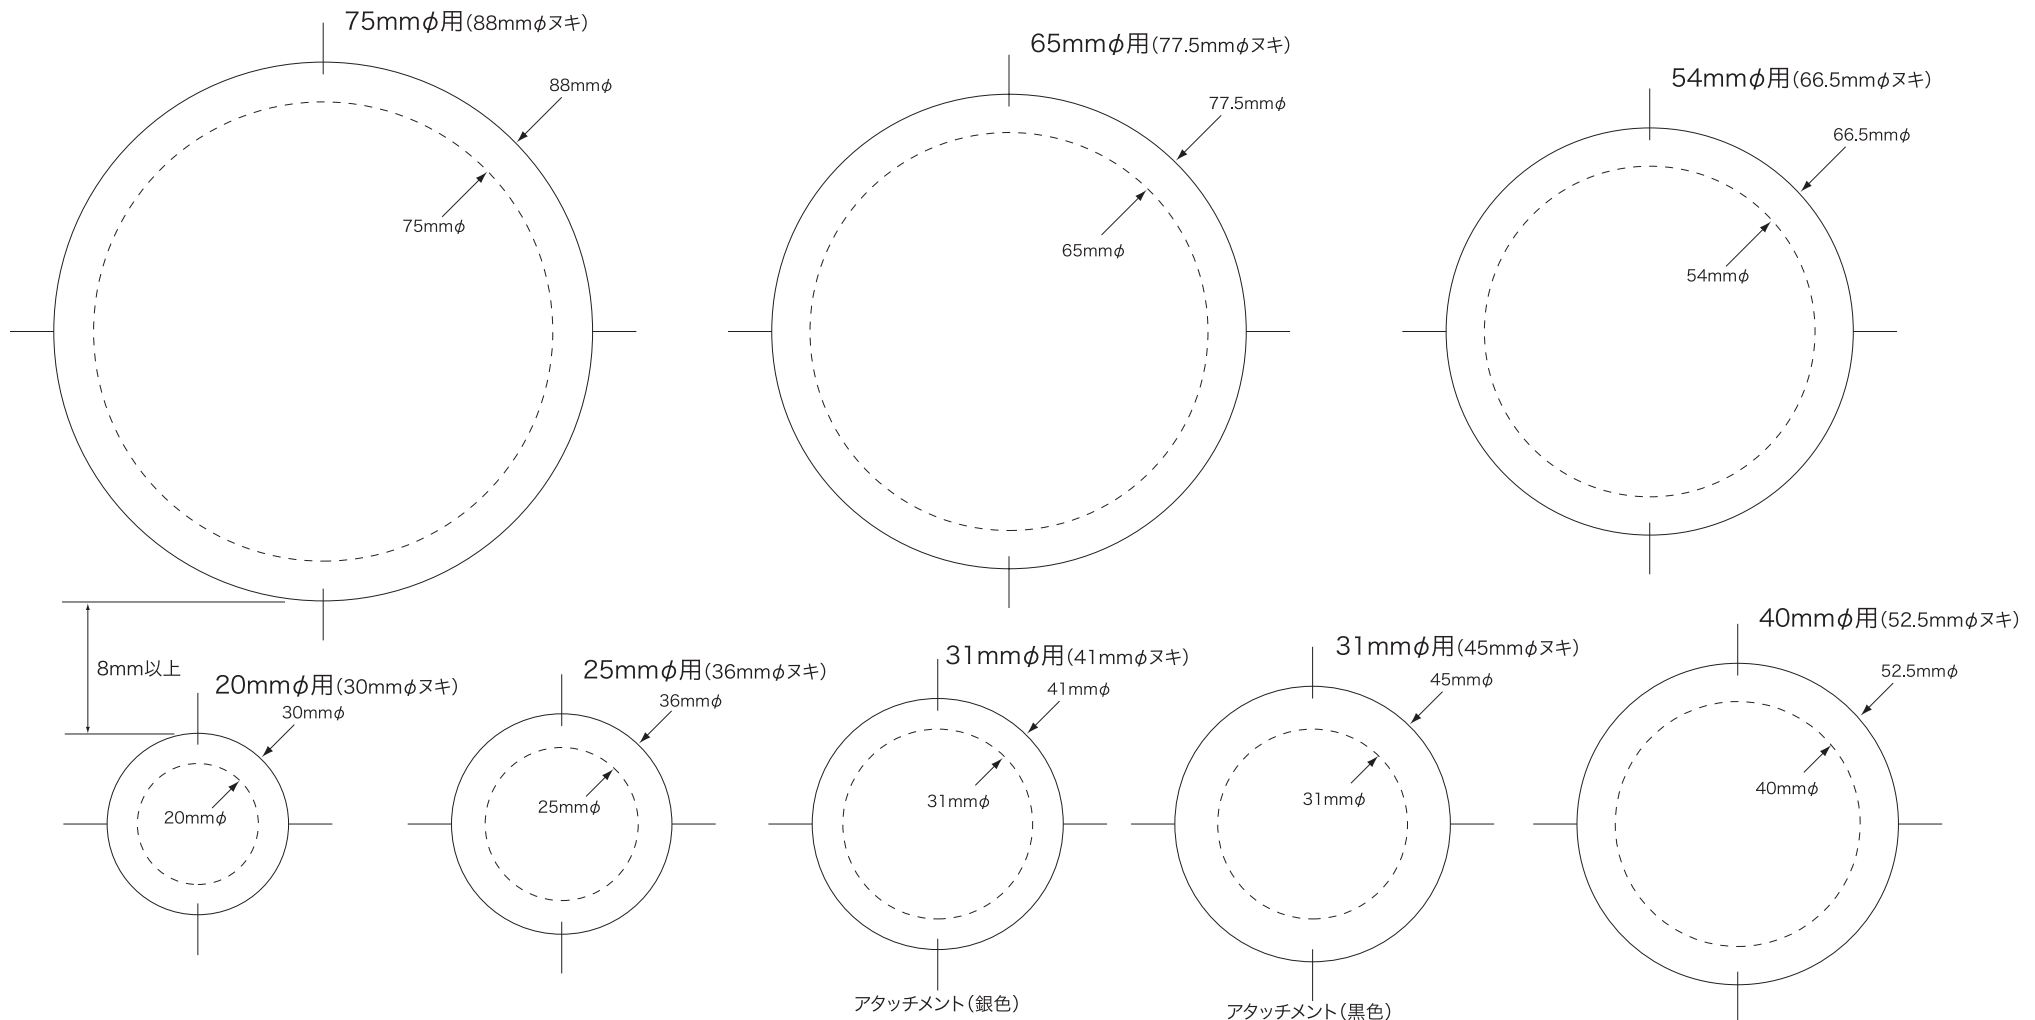 75mmφ用(88mmφヌキ)
88mmφ
75mmφ
65mmφ用(77.5mmφヌキ)
77.5mmφ
65mmφ
54mmφ用(66.5mmφヌキ)
66.5mmφ
54mmφ
8mm以上
20mmφ用(30mmφヌキ)
30mmφ
20mmφ
25mmφ用(36mmφヌキ)
36mmφ
25mmφ
31mmφ用(41mmφヌキ)
41mmφ
31mmφ
アタッチメント(銀色)
31mmφ用(45mmφヌキ)
45mmφ
31mmφ
アタッチメント(黒色)
40mmφ用(52.5mmφヌキ)
52.5mmφ
40mmφ